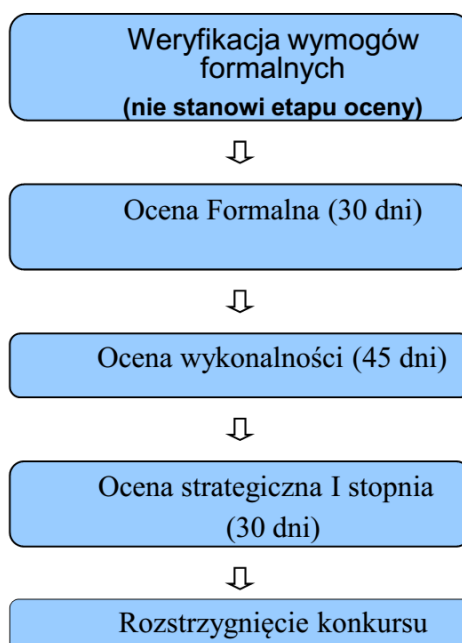 Weryfikacja wymogów
formalnych
(nie stanowi etapu oceny)
Ocena Formalna (30 dni)
Ocena wykonalności (45 dni)
Ocena strategiczna I stopnia
(30 dni)
Rozstrzygnięcie konkursu